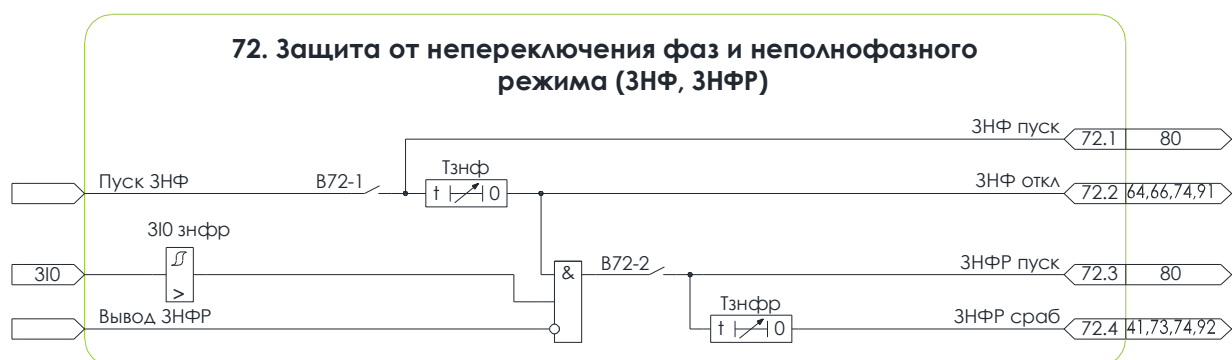 72. Защита от непереключения фаз и неполнофазного
режима (ЗНФ, ЗНФР)
ЗНФ пуск
72.1 80
Tзнф
Пуск ЗНФ
В72-1
t 0
ЗНФ откл
72.2 64,66,74,91
3I0 знфр
3I0
>
&
В72-2
ЗНФР пуск
72.3 80
Tзнфр
Вывод ЗНФР
t 0
ЗНФР сраб
72.4 41,73,74,92